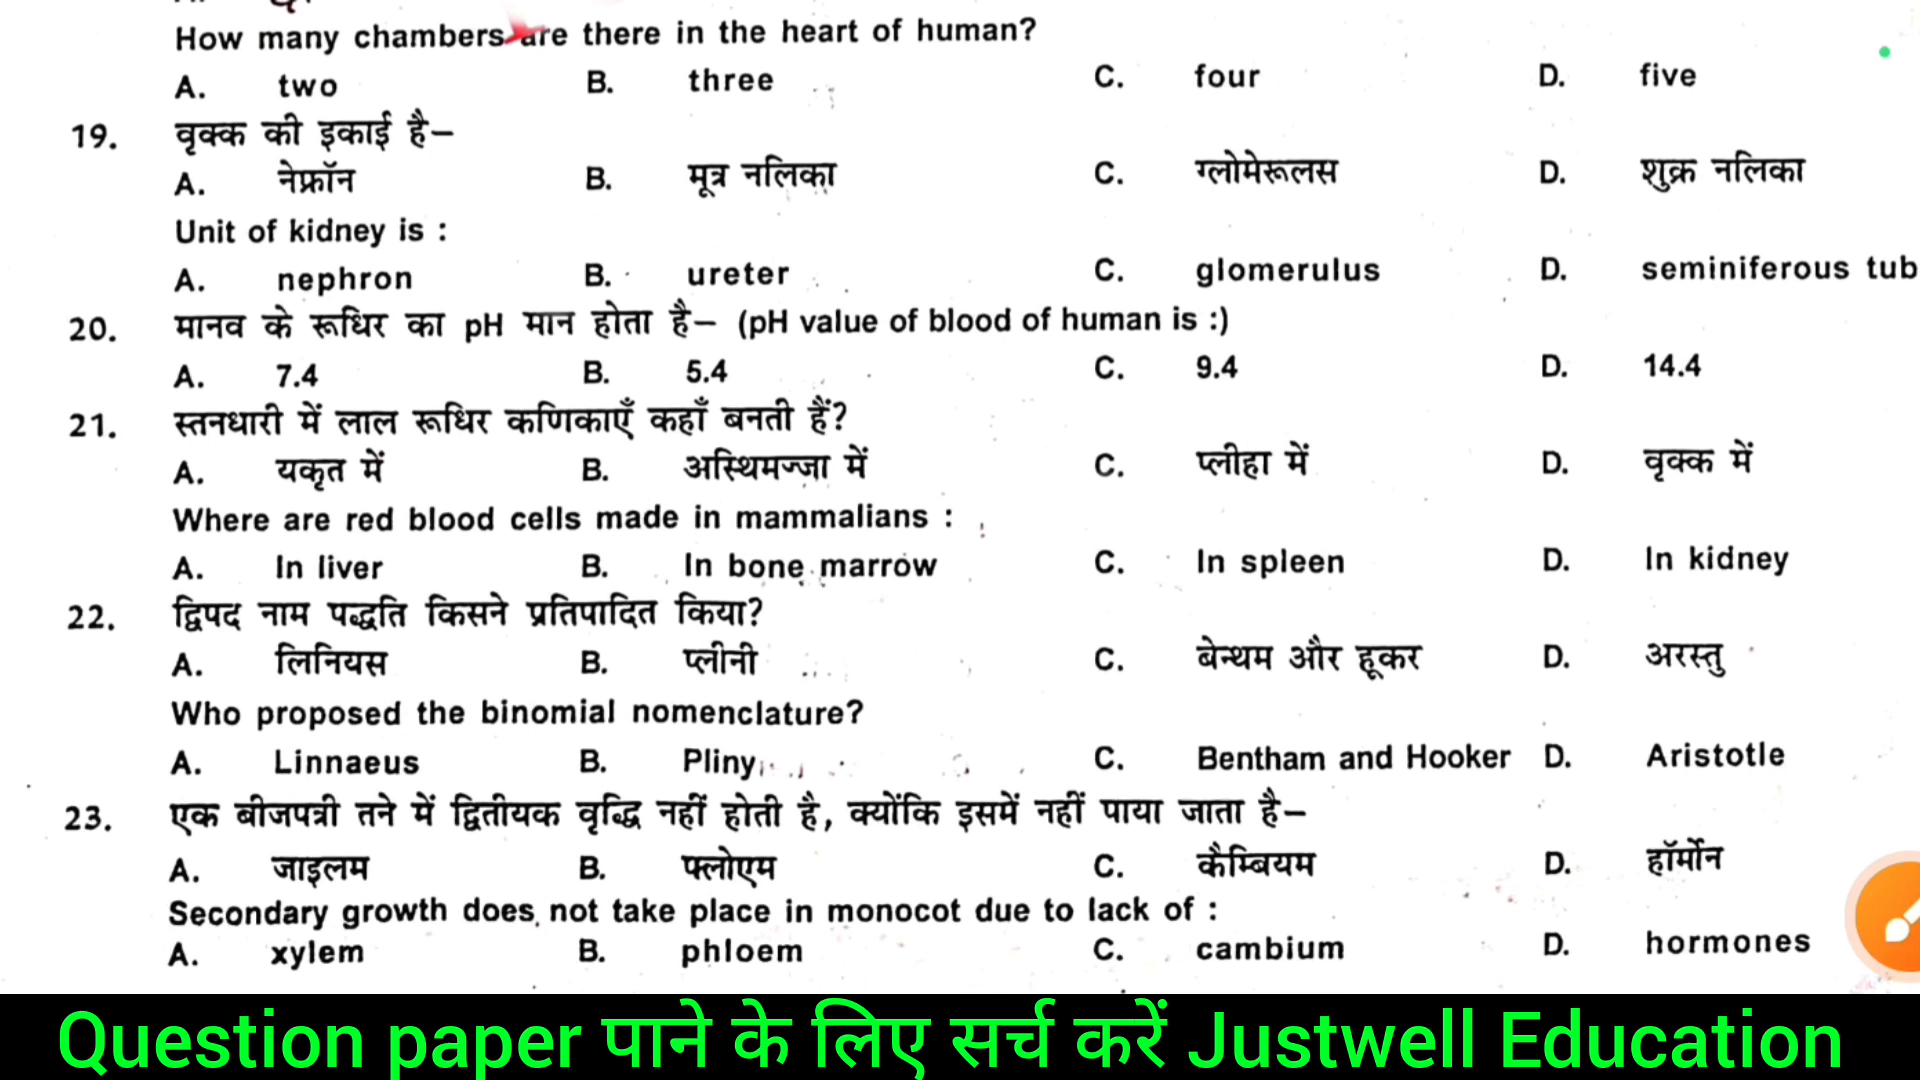 How many chambers are there in the heart of human?
A. two B. three C. four D. five
19. वृक्क की इकाई है–
A. नेफ्रॉन B. मूत्र नलिका C. ग्लोमेरूलस D. शुक्र नलिका
Unit of kidney is :
A. nephron B. ureter C. glomerulus D. seminiferous tub
20. मानव के रूधिर का pH मान होता है– (pH value of blood of human is :)
A. 7.4 B. 5.4 C. 9.4 D. 14.4
21. स्तनधारी में लाल रूधिर कणिकाएँ कहाँ बनती हैं?
A. यकृत में B. अस्थिमज्जा में C. प्लीहा में D. वृक्क में
Where are red blood cells made in mammalians :
A. In liver B. In bone marrow C. In spleen D. In kidney
22. द्विपद नाम पद्धति किसने प्रतिपादित किया?
A. लिनियस B. प्लीनी C. बेन्थम और हूकर D. अरस्तु
Who proposed the binomial nomenclature?
A. Linnaeus B. Pliny C. Bentham and Hooker D. Aristotle
23. एक बीजपत्री तने में द्वितीयक वृद्धि नहीं होती है, क्योंकि इसमें नहीं पाया जाता है–
A. जाइलम B. फ्लोएम C. कैम्बियम D. हॉर्मोन
Secondary growth does not take place in monocot due to lack of :
A. xylem B. phloem C. cambium D. hormones
Question paper पाने के लिए सर्च करें Justwell Education